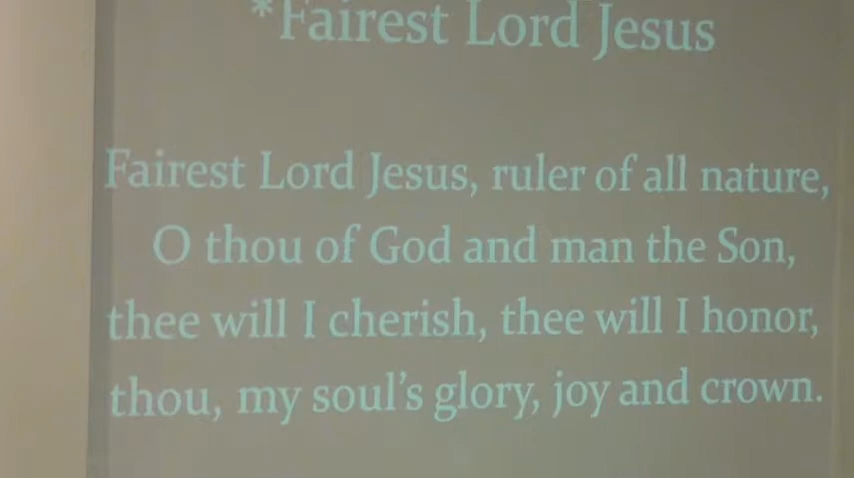 *Fairest Lord Jesus
Fairest Lord Jesus, ruler of all nature,
O thou of God and man the Son,
thee will I cherish, thee will I honor,
thou, my soul’s glory, joy and crown.